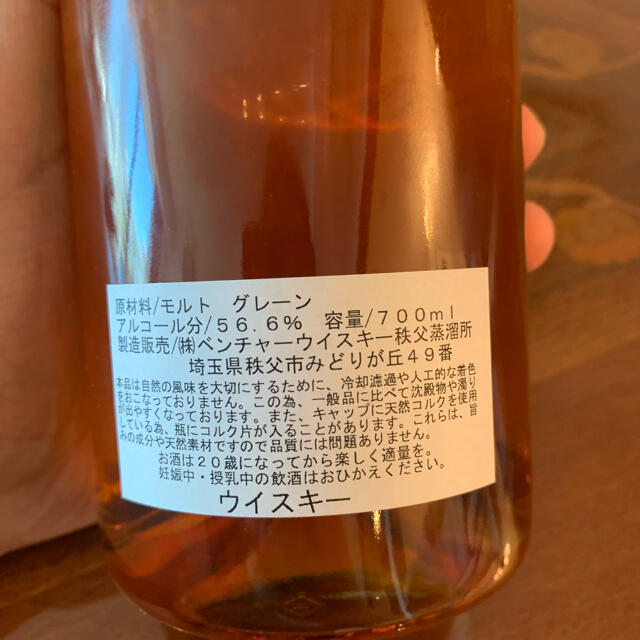 原材料/モルト　グレーン
アルコール分/56.6%　容量/700ml
製造販売/㈱ベンチャーウイスキー秩父蒸溜所
埼玉県秩父市みどりが丘49番
本品は自然の風味を大切にするために、冷却濾過や人工的な着色
をおこなっておりません。この為、一般品に比べて沈殿物や濁り
が出やすくなっております。また、キャップに天然コルクを使用
している為、瓶にコルク片が入ることがあります。これらは、旨
みの成分や天然素材ですので品質には問題ありません。
お酒は20歳になってから楽しく適量を。
妊娠中・授乳中の飲酒はおひかえください。
ウイスキー